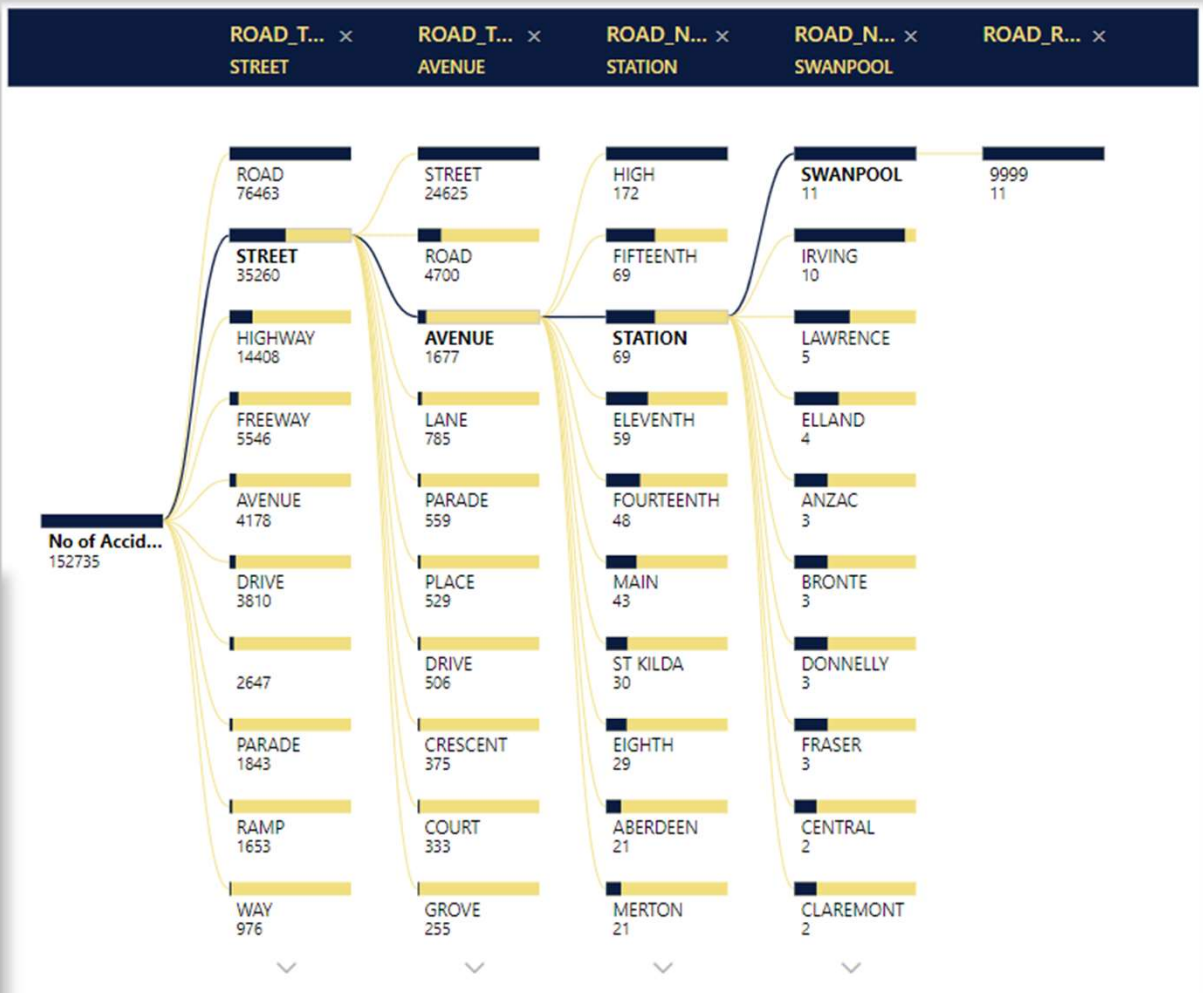 ROAD_T... ×
STREET
ROAD_T... ×
AVENUE
ROAD_N... ×
STATION
ROAD_N... ×
SWANPOOL
ROAD_R... ×
No of Accid...
152735
ROAD
76463
STREET
35260
HIGHWAY
14408
FREEWAY
5546
AVENUE
4178
DRIVE
3810
2647
PARADE
1843
RAMP
1653
WAY
976
STREET
24625
ROAD
4700
AVENUE
1677
LANE
785
PARADE
559
PLACE
529
DRIVE
506
CRESCENT
375
COURT
333
GROVE
255
HIGH
172
FIFTEENTH
69
STATION
69
ELEVENTH
59
FOURTEENTH
48
MAIN
43
ST KILDA
30
EIGHTH
29
ABERDEEN
21
MERTON
21
SWANPOOL
11
IRVING
10
LAWRENCE
5
ELLAND
4
ANZAC
3
BRONTE
3
DONNELLY
3
FRASER
3
CENTRAL
2
CLAREMONT
2
9999
11